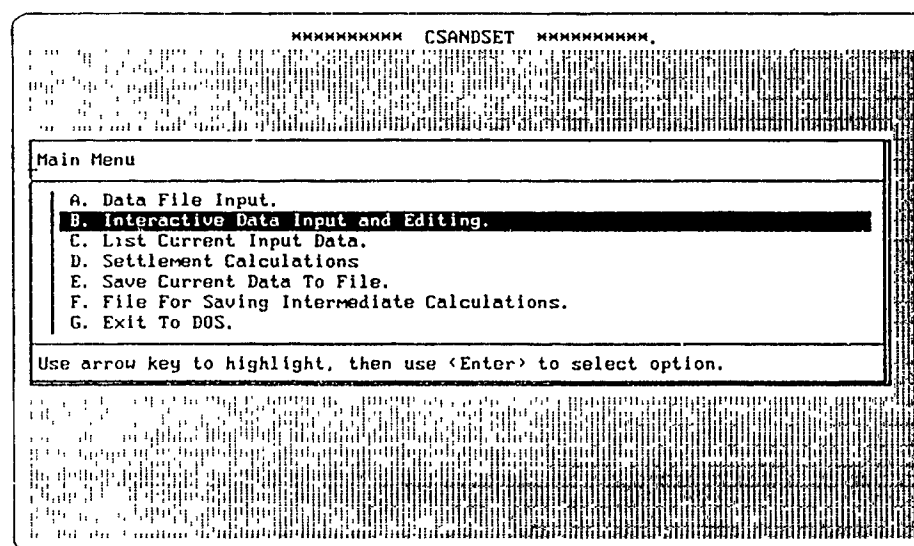 ********** CSANDSET **********.
Main Menu
A. Data File Input.
B. Interactive Data Input and Editing.
C. List Current Input Data.
D. Settlement Calculations
E. Save Current Data To File.
F. File For Saving Intermediate Calculations.
G. Exit To DOS.
Use arrow key to highlight, then use <Enter> to select option.